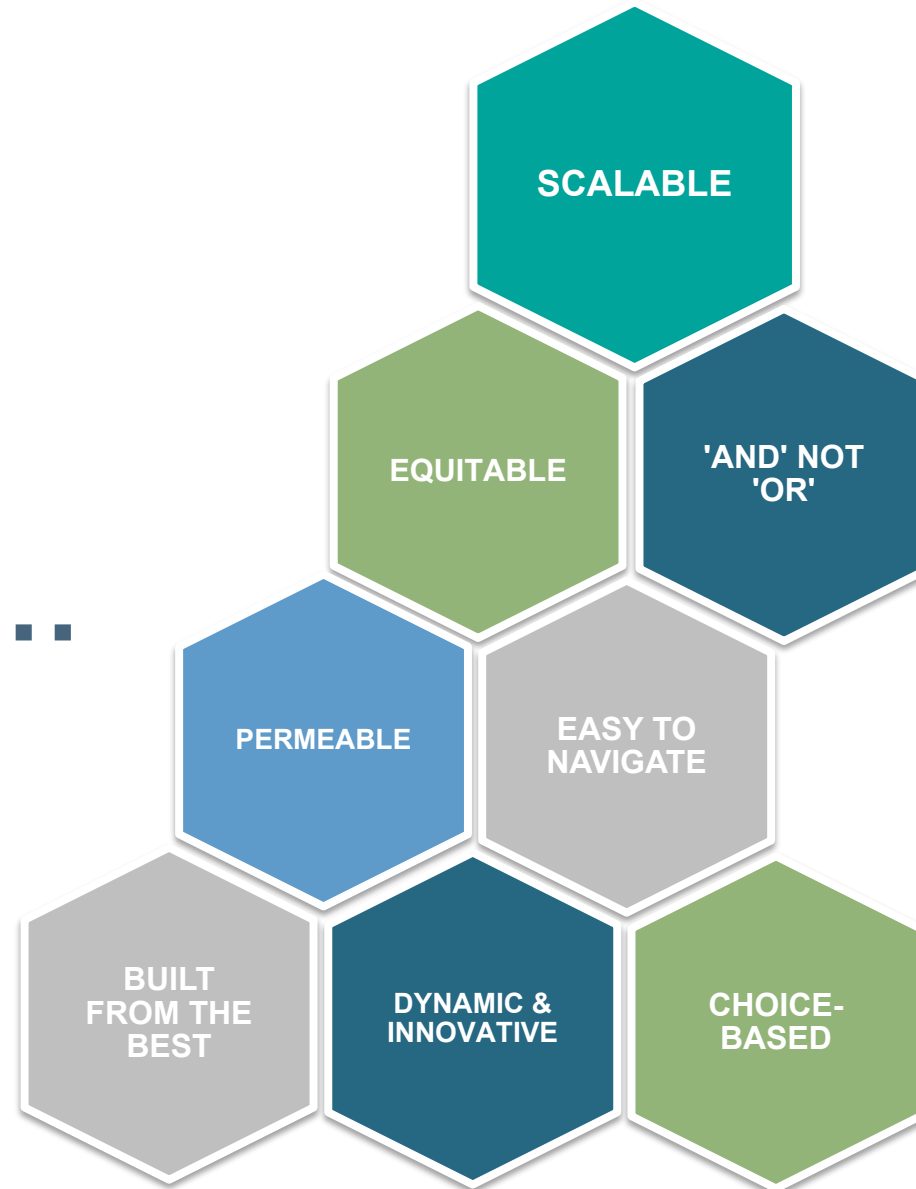 SCALABLE
EQUITABLE
'AND' NOT
'OR'
..
PERMEABLE
EASY TO
NAVIGATE
BUILT
FROM THE
BEST
DYNAMIC &
INNOVATIVE
CHOICE-
BASED